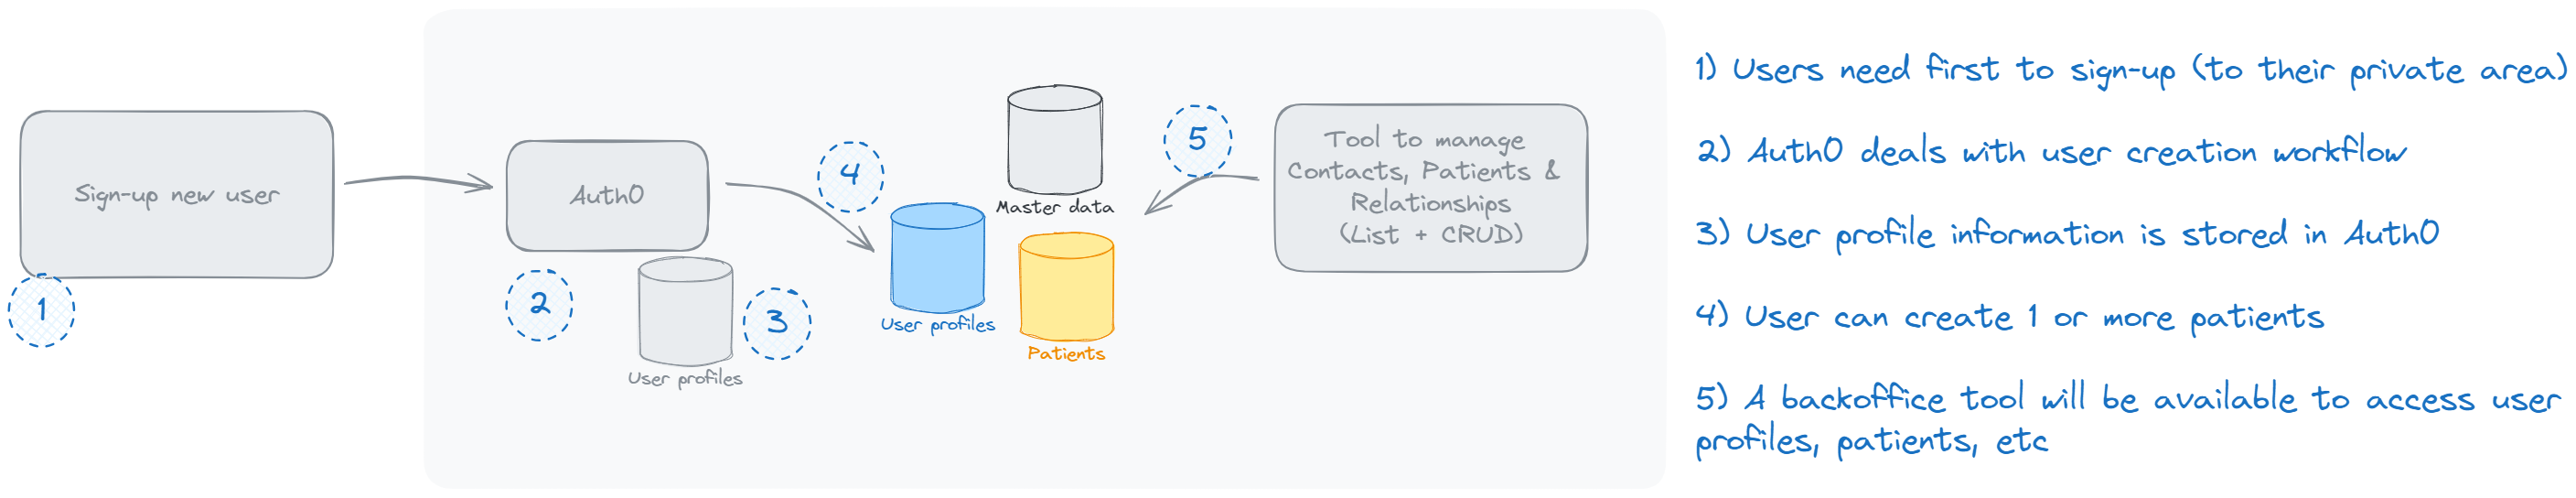 Sign-up new user
1
Auth0
2
User profiles
3
4
User profiles
Master data
Patients
5
Tool to manage
Contacts, Patients &
Relationships
(List + CRUD)
1) Users need first to sign-up (to their private area)
2) Auth0 deals with user creation workflow
3) User profile information is stored in Auth0
4) User can create 1 or more patients
5) A backoffice tool will be available to access user
profiles, patients, etc